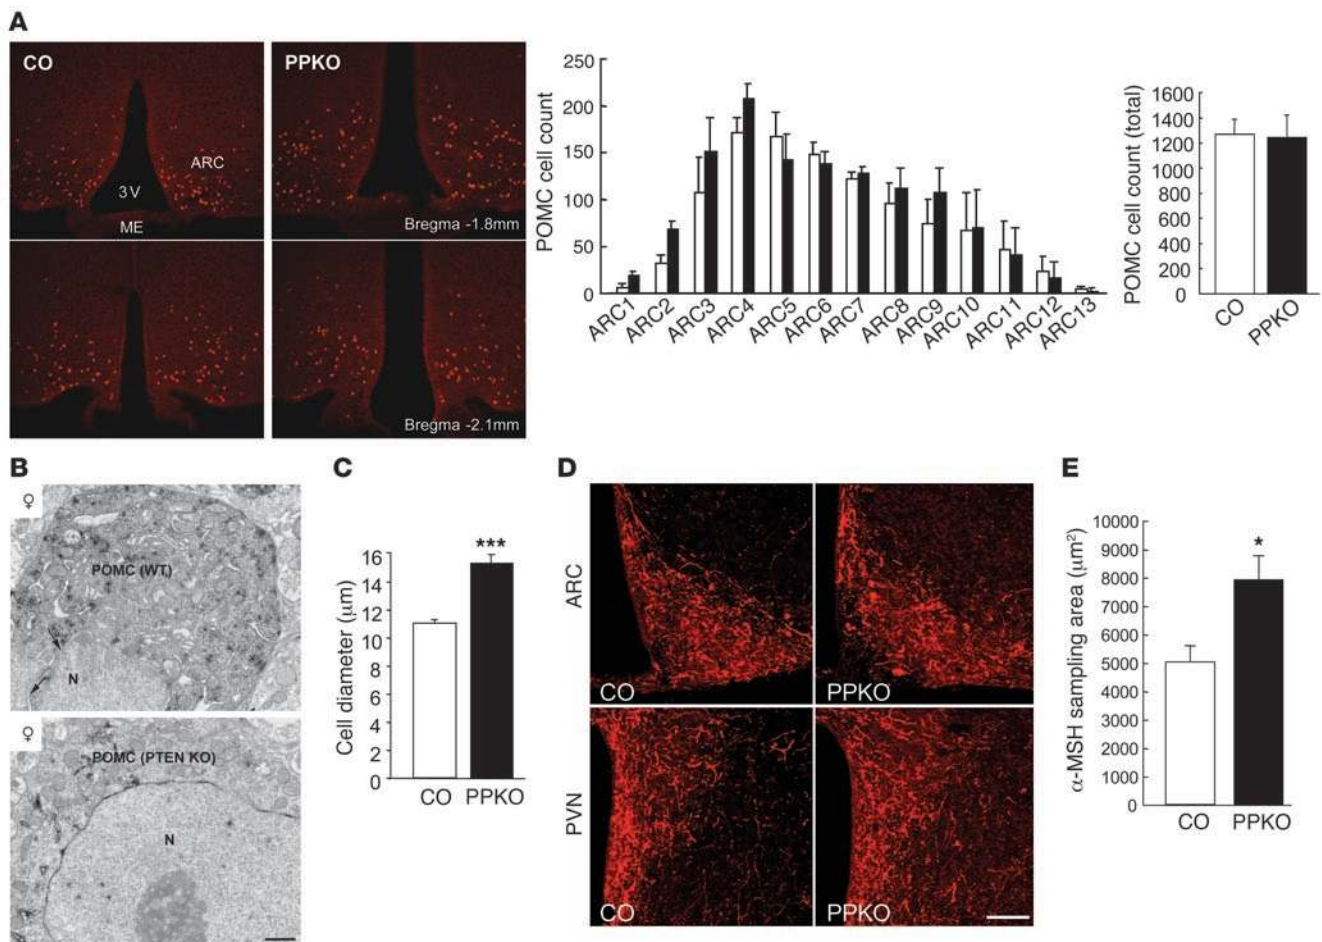 A
CO
PPKO
ARC
3V
ME
Bregma -1.8mm
Bregma -2.1mm
POMC cell count
250
200
150
100
50
0
ARC1
ARC2
ARC3
ARC4
ARC5
ARC6
ARC7
ARC8
ARC9
ARC10
ARC11
ARC12
ARC13
POMC cell count (total)
1600
1400
1200
1000
800
600
400
200
0
CO
PPKO
B
♀
POMC (WT)
N
♀
POMC (PTEN KO)
N
C
Cell diameter (μm)
16
14
12
10
8
6
4
2
0
***
CO PPKO
D
ARC
CO
PPKO
PVN
CO
PPKO
E
α-MSH sampling area (μm²)
10000
9000
8000
7000
6000
5000
4000
3000
2000
1000
0
*
CO PPKO